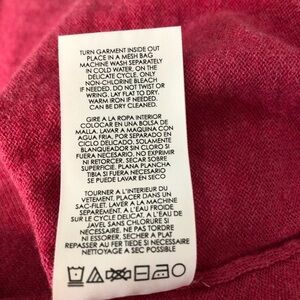 TURN GARMENT INSIDE OUT
PLACE IN A MESH BAG
MACHINE WASH SEPARATELY
IN COLD WATER, ON THE
DELICATE CYCLE. ONLY
NON-CHLORINE BLEACH
IF NEEDED. DO NOT TWIST OR
WRING. LAY FLAT TO DRY.
WARM IRON IF NEEDED.
CAN BE DRY CLEANED.
GIRE A LA ROPA INTERIOR
COLOCAR EN UNA BOLSA DE
MALLA. LAVAR A MAQUINA CON
AGUA FRIA, POR SEPARADO EN
CICLO DELICADO. SOLAMENTE
BLANQUEADOR SIN CLORO SI
FUERA NECESARIO. NO EXPRIMIR
NI RETORCER. SECAR SOBRE
SUPERFICIE. PLANA PLANCHA
TIBIA SI FUERA NECESARIO
SE PUEDE LAVAR EN SECO
TOURNER A L'INTERIEUR DU
VETEMENT, PLACER DANS UN
SAC-FILET. LAVER A LA MACHINE
SEPAREMENT, A L'EAU FROIDE
SUR LE CYCLE DELICAT. D'EAU
JAVEL SANS CHLORURE SI
NECESSAIRE. NE PAS TORDRE
NI ESSORER. SECHER A PLAT
REPASSER AU FER TIEDE SI NECESSAIRE
NETTOYAGE A SEC POSSIBLE